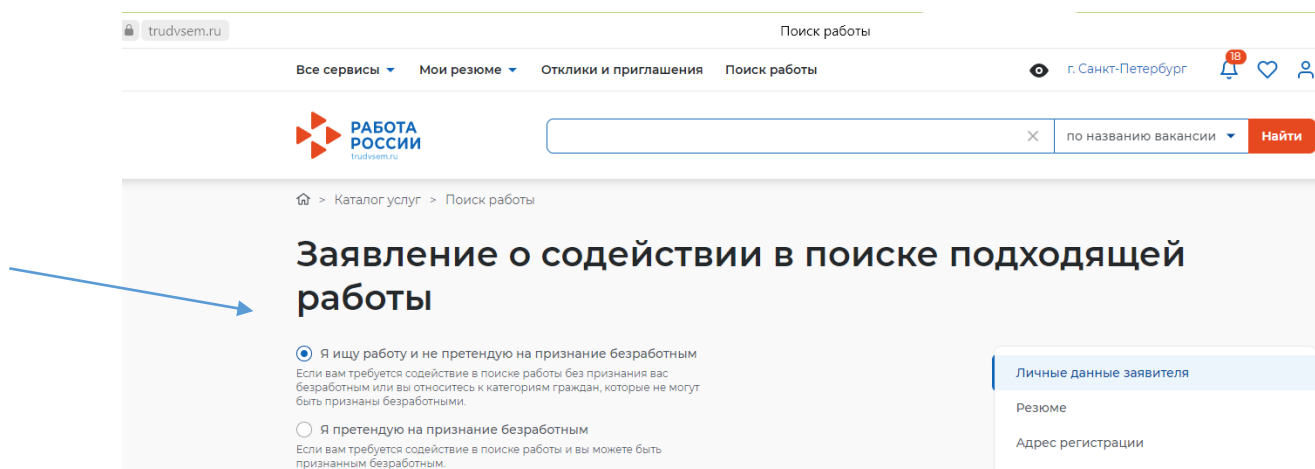 trudvsem.ru
Поиск работы
Все сервисы Мои резюме Отклики и приглашения Поиск работы г. Санкт-Петербург 18
РАБОТА
РОССИИ
trudvsem.ru
по названию вакансии Найти
> Каталог услуг > Поиск работы
Заявление о содействии в поиске подходящей
работы
Я ищу работу и не претендую на признание безработным
Если вам требуется содействие в поиске работы без признания вас
безработным или вы относитесь к категориям граждан, которые не могут
быть признаны безработными.
Я претендую на признание безработным
Если вам требуется содействие в поиске работы и вы можете быть
признанным безработным.
Личные данные заявителя
Резюме
Адрес регистрации